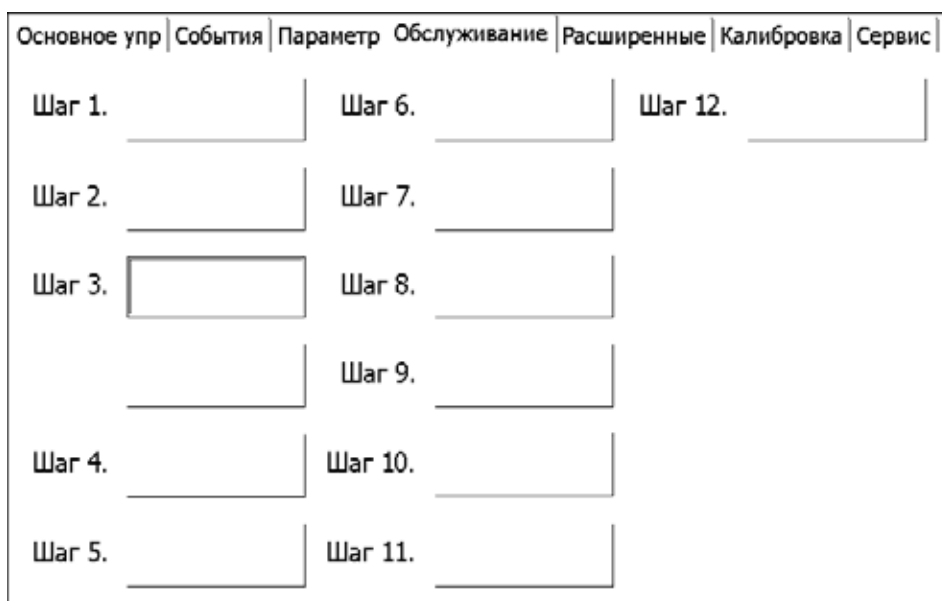 Основное упр События Параметр Обслуживание Расширенные Калибровка Сервис
Шаг 1. Шаг 6. Шаг 12.
Шаг 2. Шаг 7.
Шаг 3. Шаг 8.
Шаг 9.
Шаг 4. Шаг 10.
Шаг 5. Шаг 11.